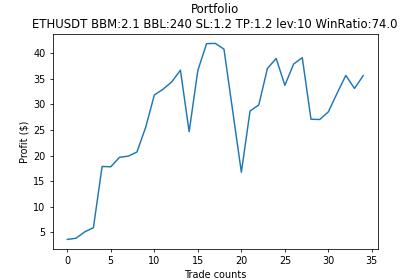 Portfolio
ETHUSDT BBM:2.1 BBL:240 SL:1.2 TP:1.2 lev:10 WinRatio:74.0
Profit ($)
40
35
30
25
20
15
10
5
0 5 10 15 20 25 30 35
Trade counts